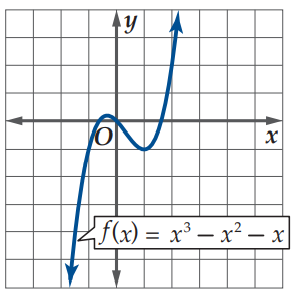 y
O
x
f(x) = x³ – x² – x